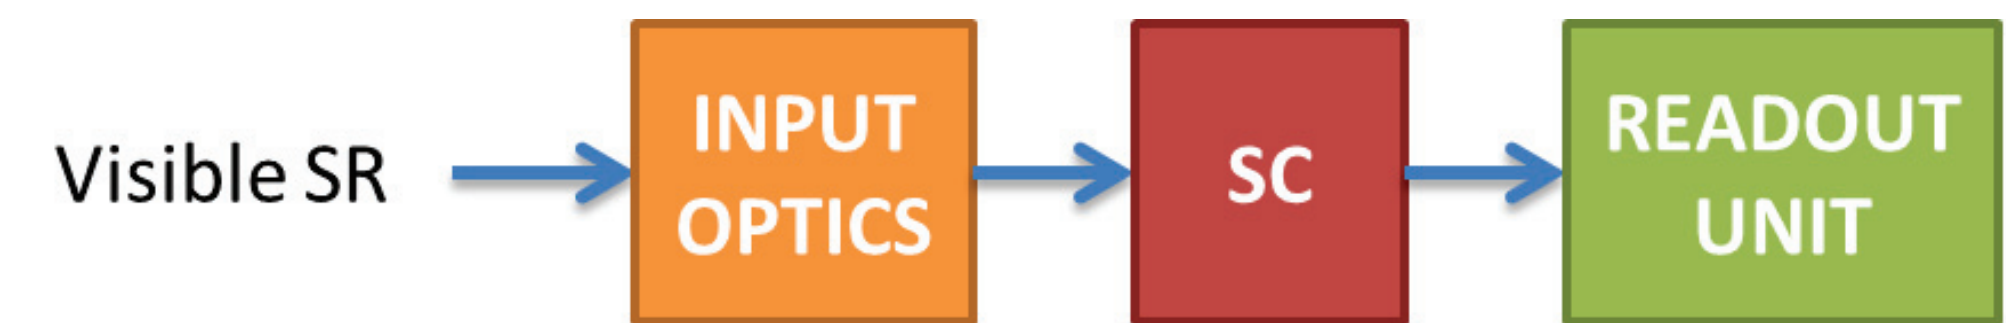 Visible SR
INPUT
OPTICS
SC
READOUT
UNIT